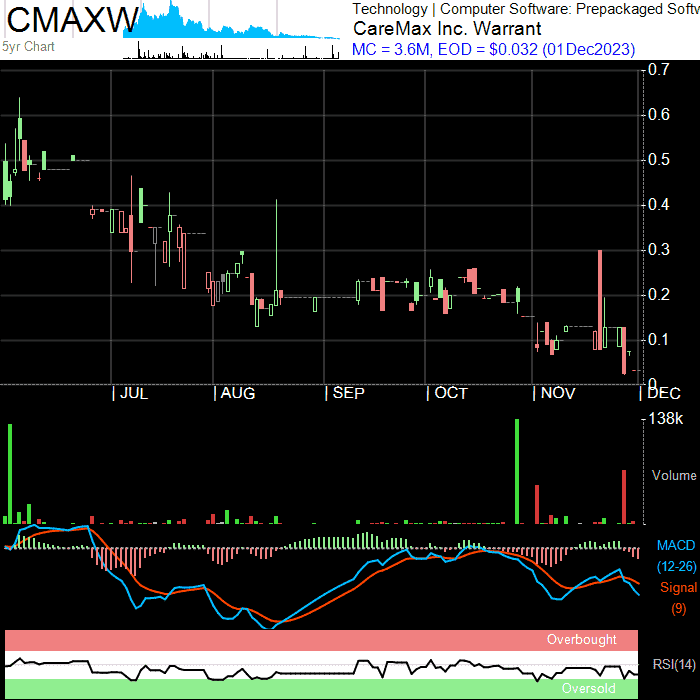 CMAXW
5yr Chart
Technology | Computer Software: Prepackaged Softw
CareMax Inc. Warrant
MC = 3.6M, EOD = $0.032 (01Dec2023)
0.7
0.6
0.5
0.4
0.3
0.2
0.1
0
JUL AUG SEP OCT NOV DEC
138k
Volume
MACD
(12-26)
Signal
(9)
Overbought
RSI(14)
Oversold